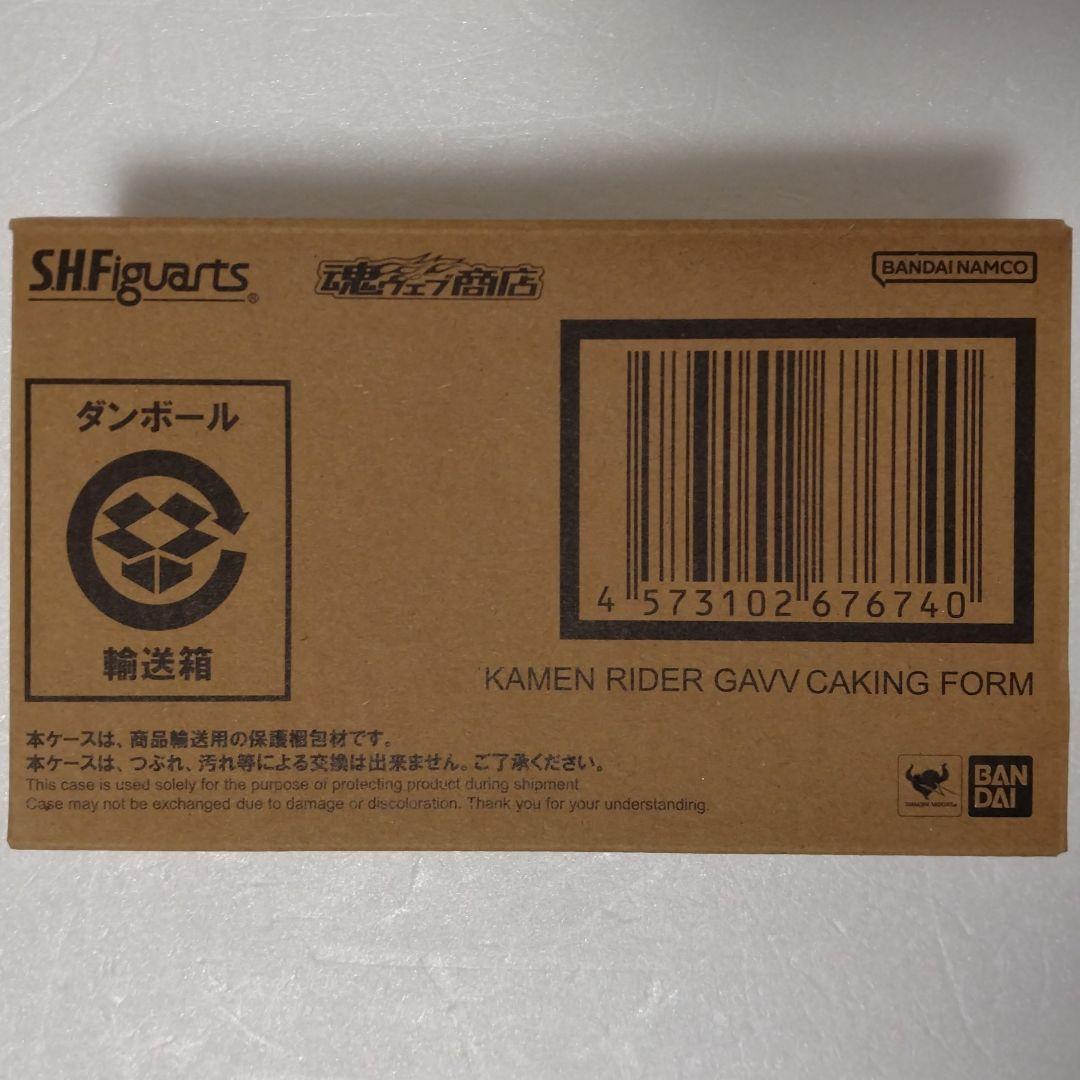 S.H.Figuarts®
魂ウェブ商店
BANDAI NAMCO
ダンボール
輸送箱
4 573102 676740
KAMEN RIDER GAVV CAKING FORM
本ケースは、商品輸送用の保護梱包材です。
本ケースは、つぶれ、汚れ等による交換は出来ません。ご了承ください。
This case is used solely for the purpose of protecting product during shipment.
Case may not be exchanged due to damage or discoloration. Thank you for your understanding.
BAN
DAI